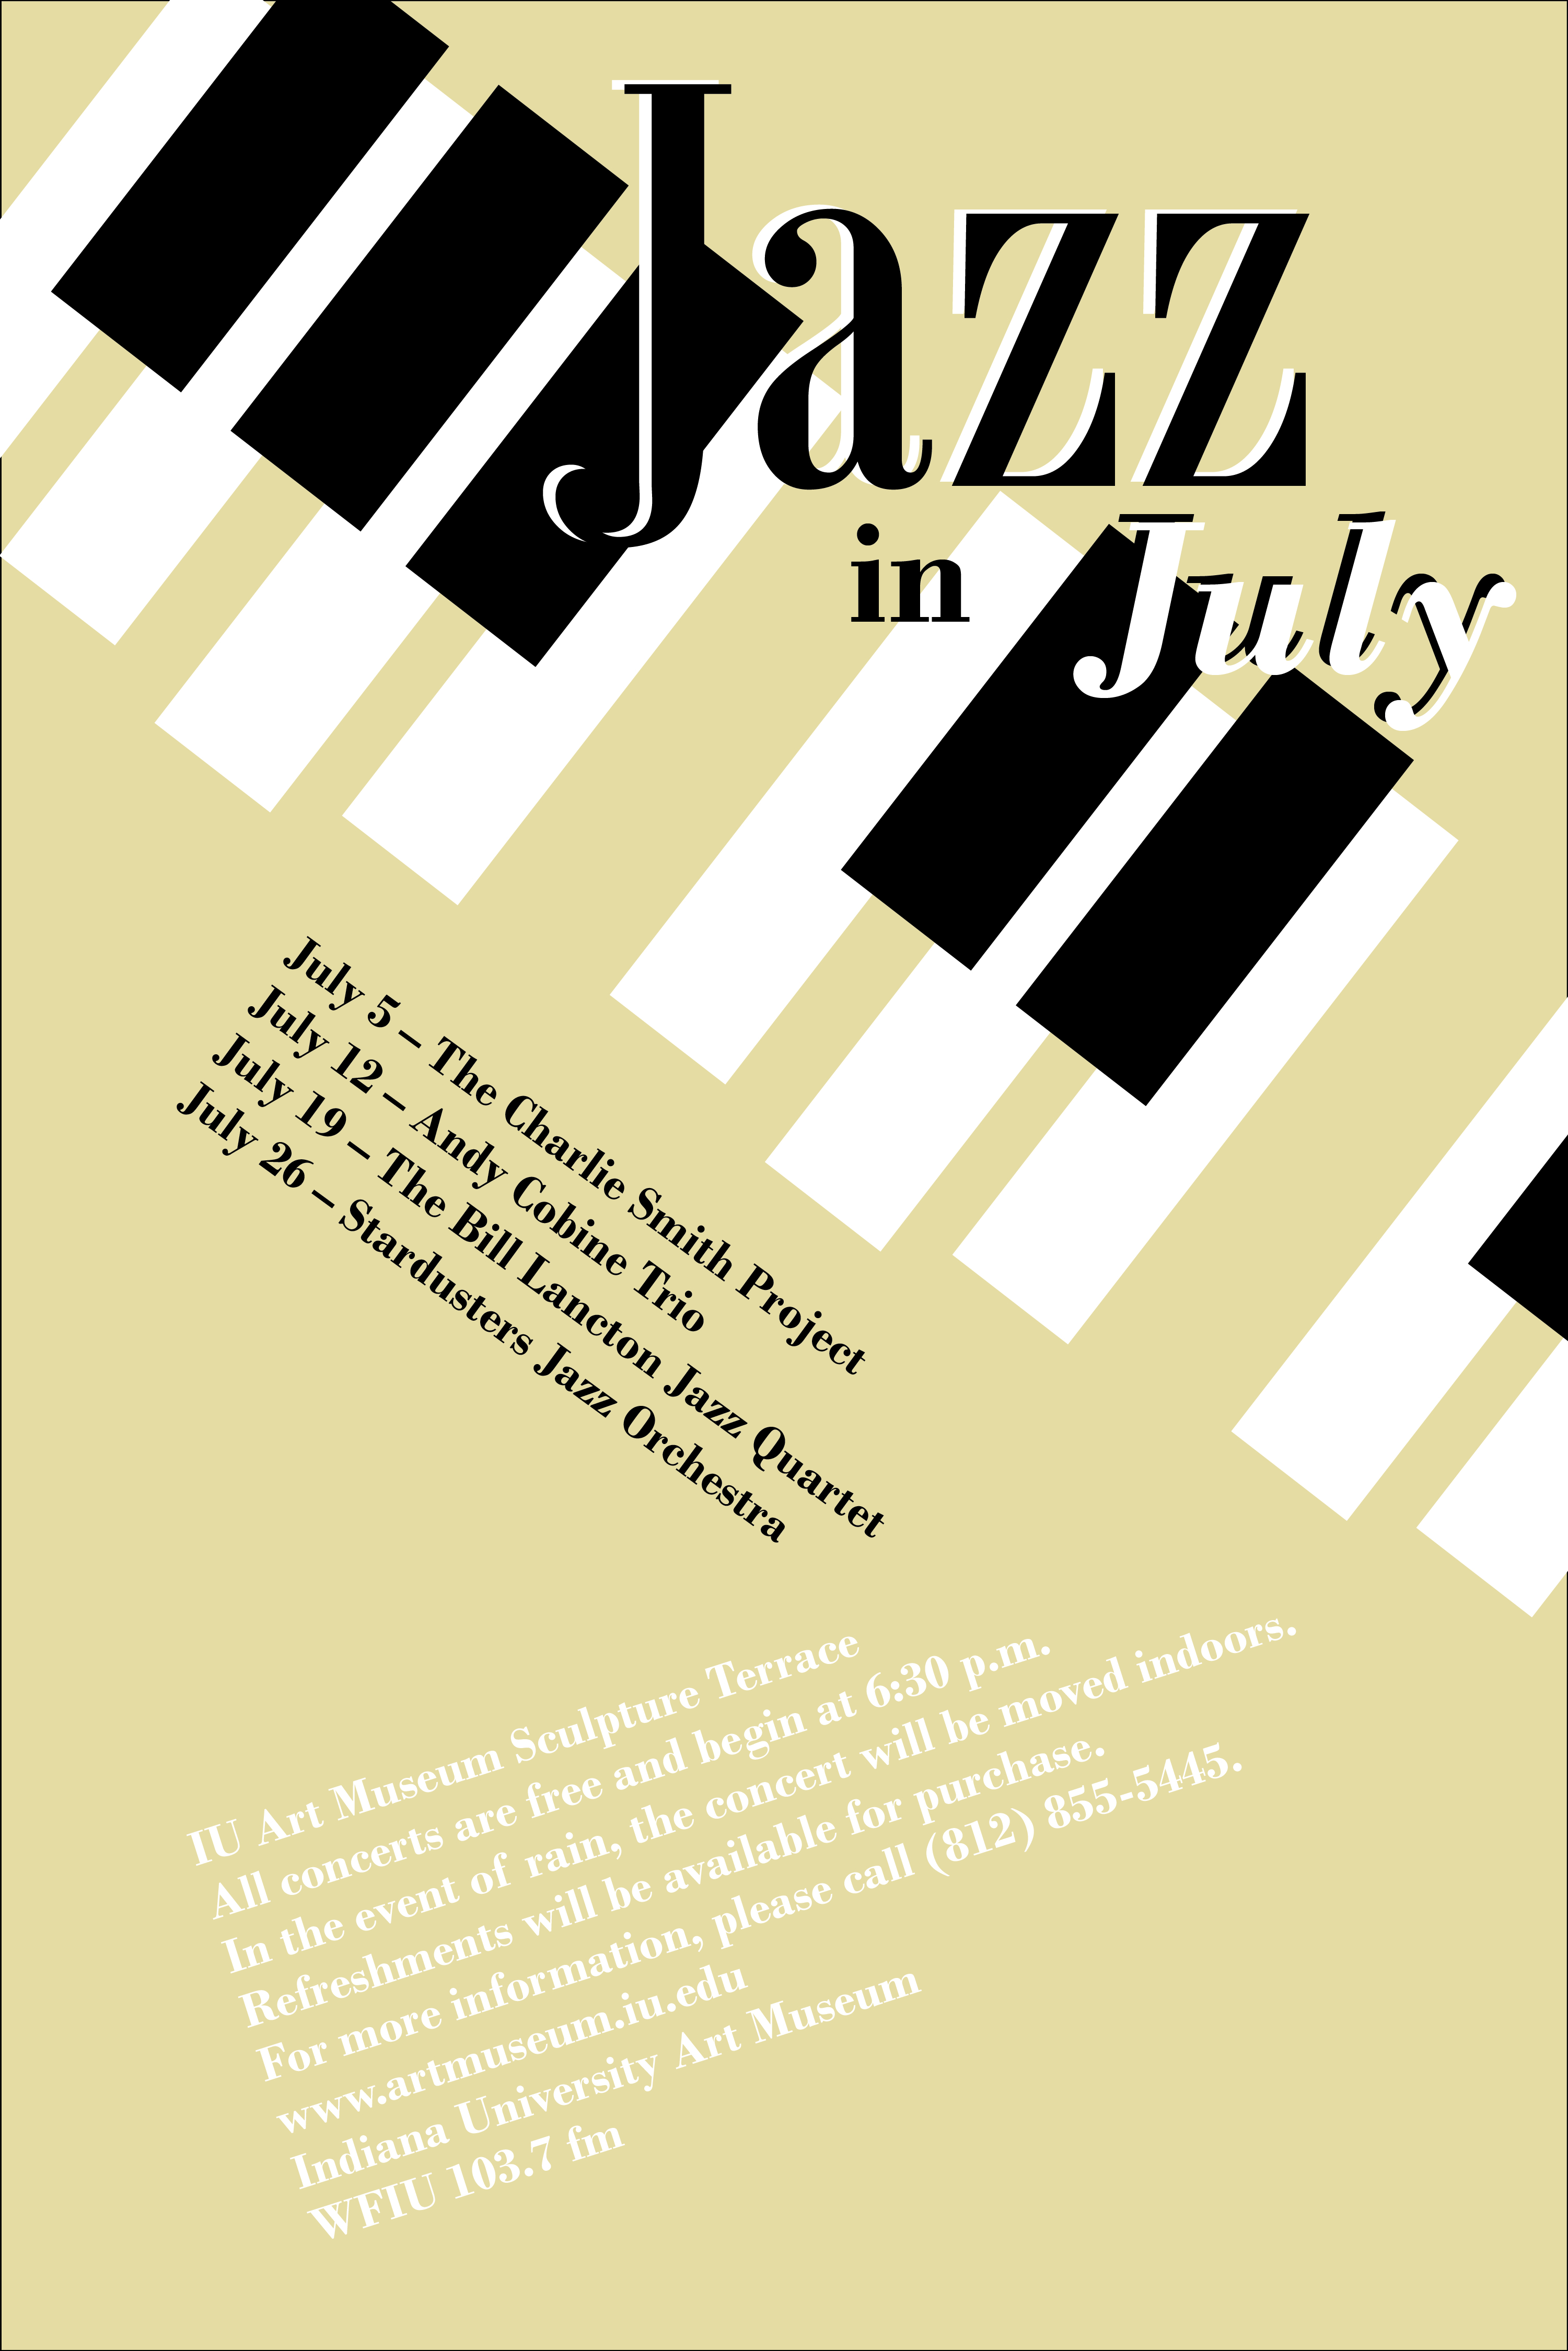 Jazz
in July
July 5 – The Charlie Smith Project
July 12 – Andy Cobine Trio
July 19 – The Bill Lancton Jazz Quartet
July 26 – Stardusters Jazz Orchestra
IU Art Museum Sculpture Terrace
All concerts are free and begin at 6:30 p.m.
In the event of rain, the concert will be moved indoors.
Refreshments will be available for purchase.
For more information, please call (812) 855-5445.
www.artmuseum.iu.edu
Indiana University Art Museum
WFIU 103.7 fm